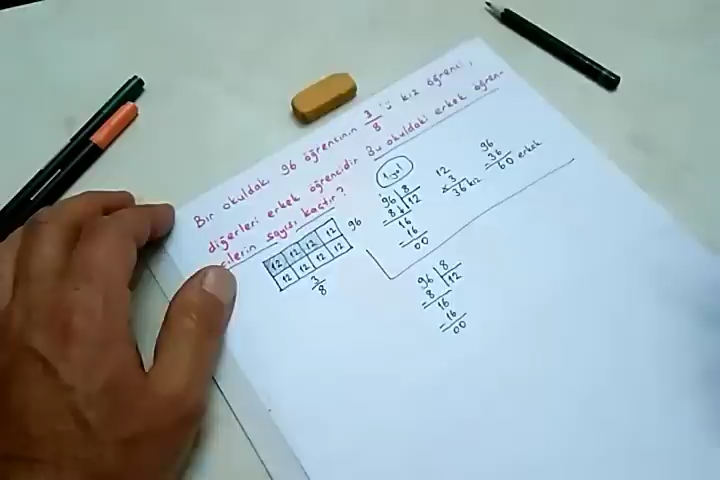 Bir okuldaki 96 öğrencinin 3/8 'ü kız öğrenci,
diğerleri erkek öğrencidir. Bu okuldaki erkek öğren-
cilerin sayısı kaçtır?
1.yol
96 | 8
- 8 | 12
16
- 16
00
12
x 3
36 kız
96
- 36
60 erkek
96
12 12 12 12
12 12 12 12
3/8
96 | 8
- 8 | 12
16
- 16
00